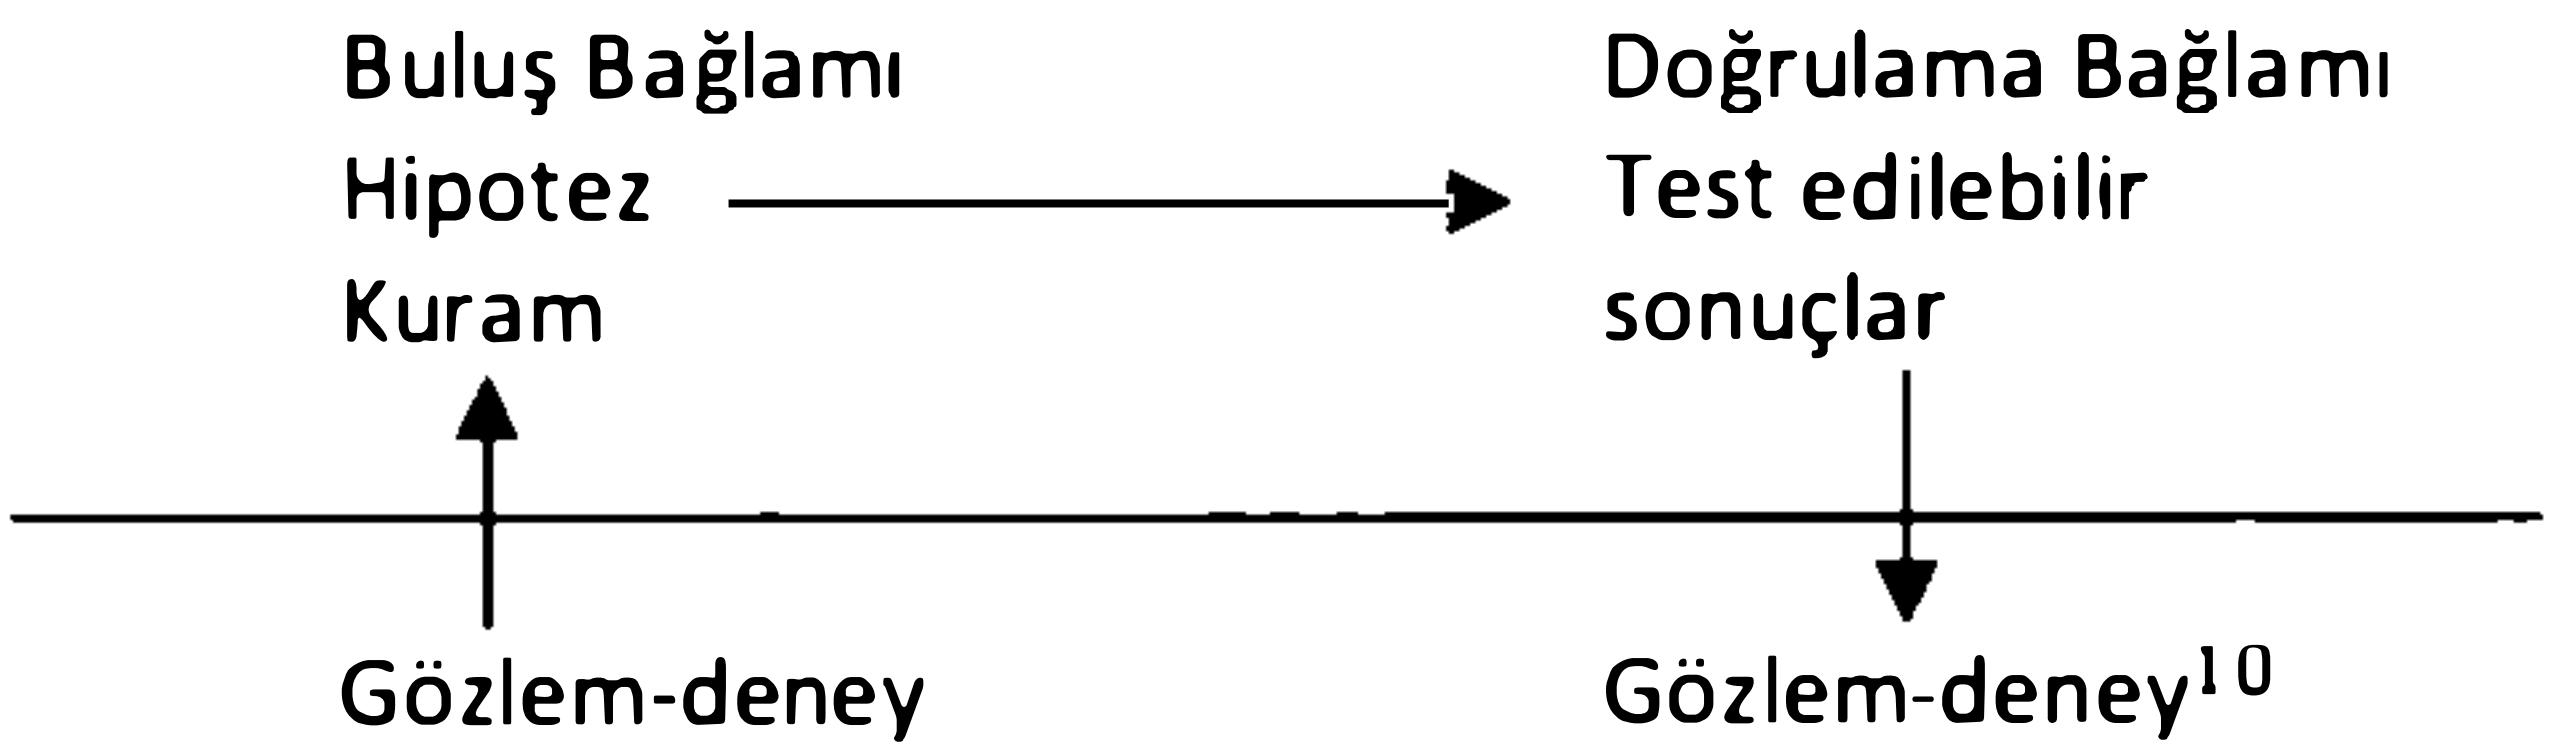 Buluş Bağlamı
Hipotez
Kuram
Gözlem-deney
Doğrulama Bağlamı
Test edilebilir
sonuçlar
Gözlem-deney¹⁰